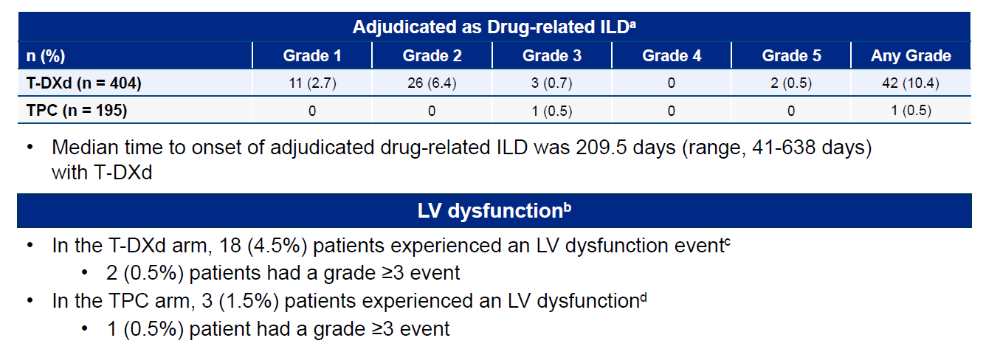 Adjudicated as Drug-related ILDᵃ
n (%) Grade 1 Grade 2 Grade 3 Grade 4 Grade 5 Any Grade
T-DXd (n = 404) 11 (2.7) 26 (6.4) 3 (0.7) 0 2 (0.5) 42 (10.4)
TPC (n = 195) 0 0 1 (0.5) 0 0 1 (0.5)
• Median time to onset of adjudicated drug-related ILD was 209.5 days (range, 41-638 days)
with T-DXd
LV dysfunctionᵇ
• In the T-DXd arm, 18 (4.5%) patients experienced an LV dysfunction eventᶜ
• 2 (0.5%) patients had a grade ≥3 event
• In the TPC arm, 3 (1.5%) patients experienced an LV dysfunctionᵈ
• 1 (0.5%) patient had a grade ≥3 event